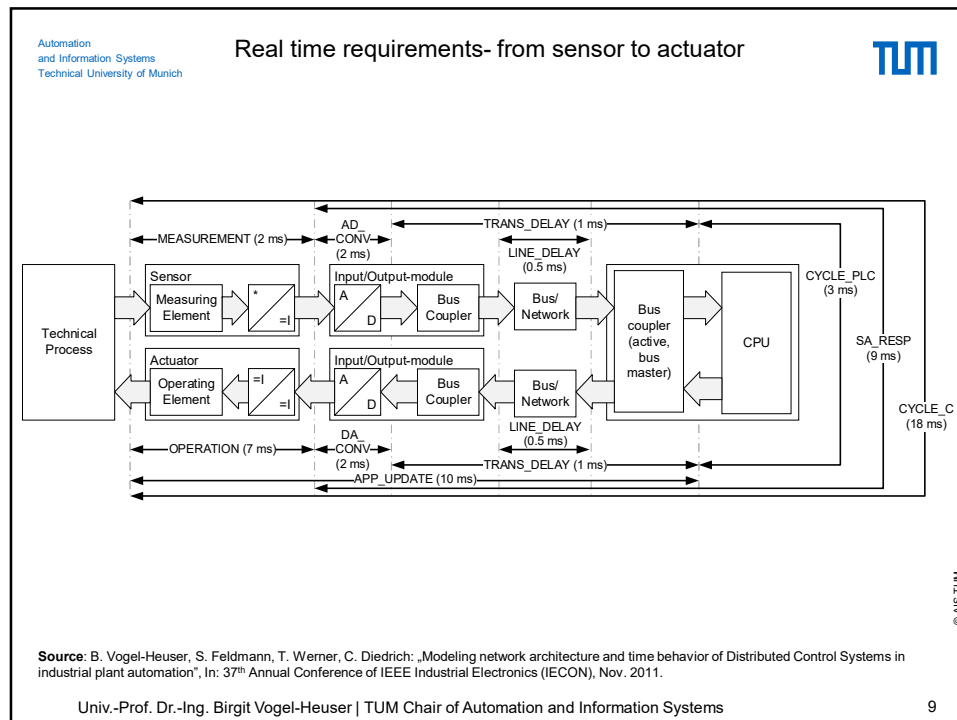 Automation
and Information Systems
Technical University of Munich
Real time requirements- from sensor to actuator
TUM
MEASUREMENT (2 ms)
AD_
CONV
(2 ms)
TRANS_DELAY (1 ms)
LINE_DELAY
(0.5 ms)
CYCLE_PLC
(3 ms)
SA_RESP
(9 ms)
CYCLE_C
(18 ms)
Technical
Process
Sensor
Measuring
Element
*
=I
Input/Output-module
A
D
Bus
Coupler
Bus/
Network
Bus
coupler
(active,
bus
master)
CPU
Actuator
Operating
Element
=I
=I
Input/Output-module
A
D
Bus
Coupler
Bus/
Network
OPERATION (7 ms)
DA_
CONV
(2 ms)
LINE_DELAY
(0.5 ms)
TRANS_DELAY (1 ms)
APP_UPDATE (10 ms)
© AIS TUM
Source: B. Vogel-Heuser, S. Feldmann, T. Werner, C. Diedrich: „Modeling network architecture and time behavior of Distributed Control Systems in
industrial plant automation", In: 37th Annual Conference of IEEE Industrial Electronics (IECON), Nov. 2011.
Univ.-Prof. Dr.-Ing. Birgit Vogel-Heuser | TUM Chair of Automation and Information Systems
9